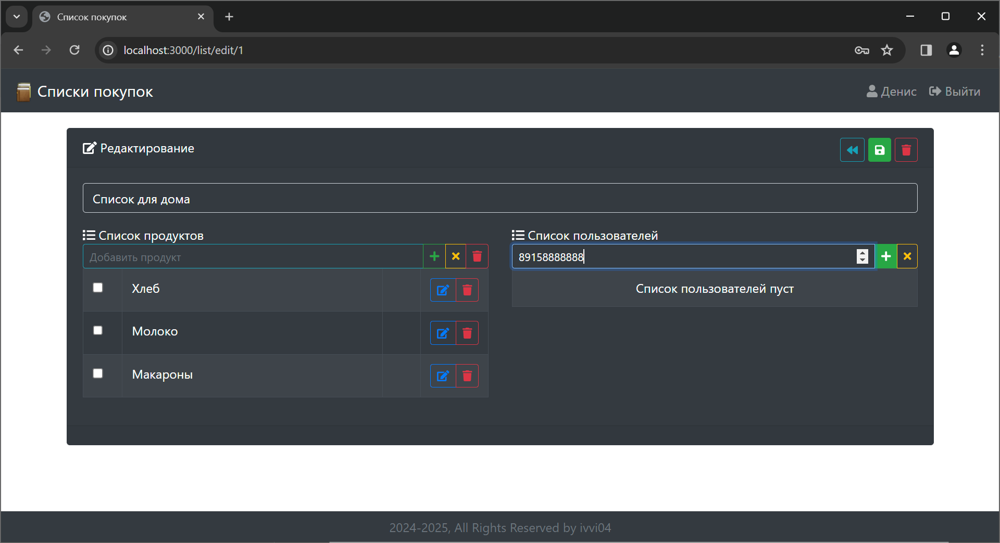 Список покупок
localhost:3000/list/edit/1
Списки покупок
Денис
Выйти
Редактирование
Список для дома
Список продуктов
Добавить продукт
Хлеб
Молоко
Макароны
Список пользователей
89158888888
Список пользователей пуст
2024-2025, All Rights Reserved by ivvi04